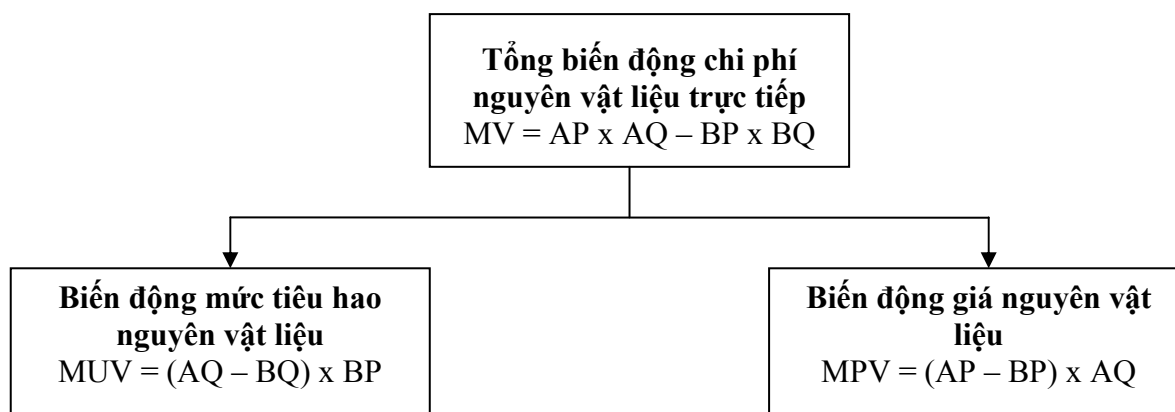 Tổng biến động chi phí
nguyên vật liệu trực tiếp
MV = AP x AQ – BP x BQ
Biến động mức tiêu hao
nguyên vật liệu
MUV = (AQ – BQ) x BP
Biến động giá nguyên vật
liệu
MPV = (AP – BP) x AQ